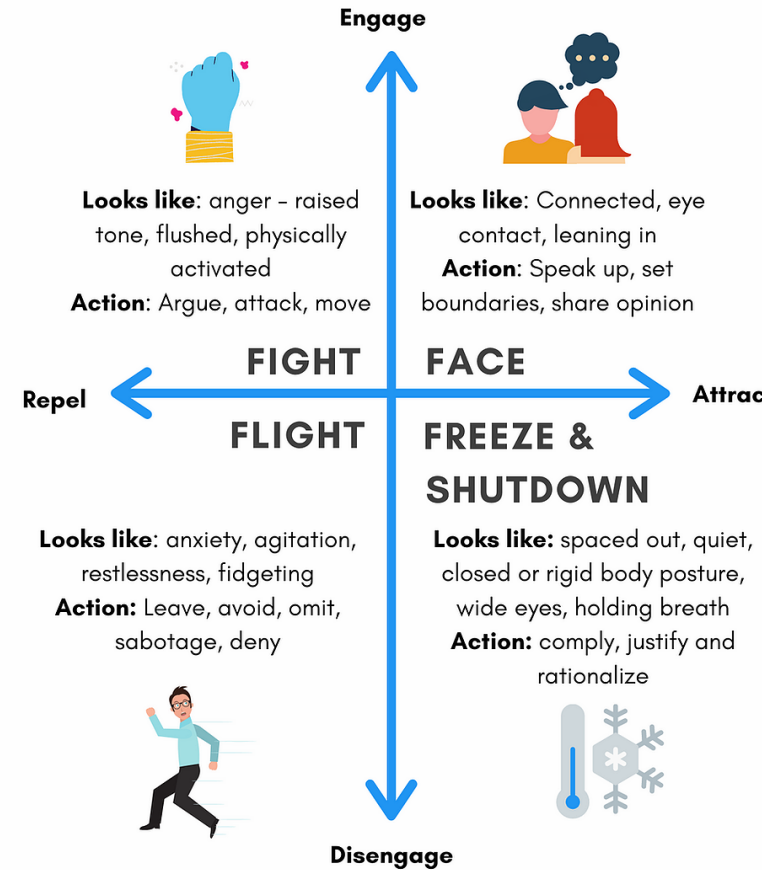 Engage
Looks like: anger - raised
tone, flushed, physically
activated
Action: Argue, attack, move
Looks like: Connected, eye
contact, leaning in
Action: Speak up, set
boundaries, share opinion
FIGHT
FACE
Repel
Attrac
FLIGHT
FREEZE &
SHUTDOWN
Looks like: anxiety, agitation,
restlessness, fidgeting
Action: Leave, avoid, omit,
sabotage, deny
Looks like: spaced out, quiet,
closed or rigid body posture,
wide eyes, holding breath
Action: comply, justify and
rationalize
Disengage